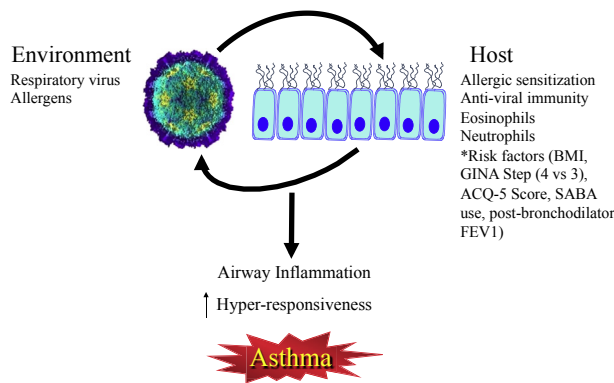 Environment
Respiratory virus
Allergens
Host
Allergic sensitization
Anti-viral immunity
Eosinophils
Neutrophils
*Risk factors (BMI,
GINA Step (4 vs 3),
ACQ-5 Score, SABA
use, post-bronchodilator
FEV1)
Airway Inflammation
↑ Hyper-responsiveness
Asthma